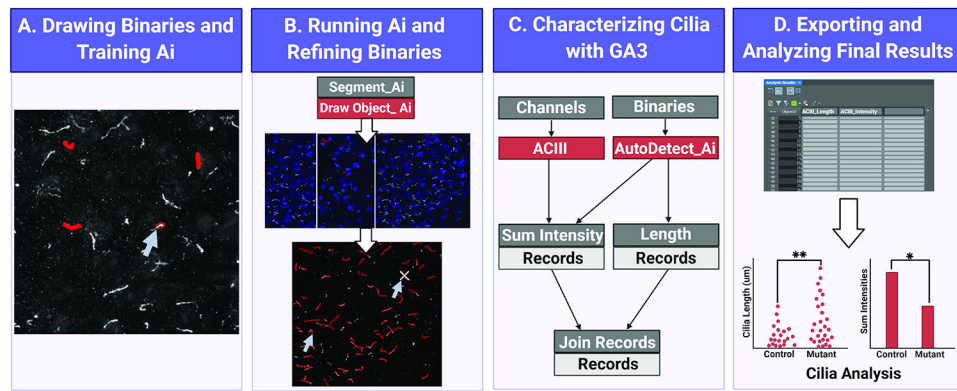 A. Drawing Binaries and
Training Ai
B. Running Ai and
Refining Binaries
Segment_Ai
Draw Object_ Ai
C. Characterizing Cilia
with GA3
Channels
Binaries
ACIII
AutoDetect_Ai
Sum Intensity
Records
Length
Records
Join Records
Records
D. Exporting and
Analyzing Final Results
Analysis Results
ACIII_Length
ACIII_Intensity
Cilia Length (um)
**
Control
Mutant
Sum Intensities
*
Control
Mutant
Cilia Analysis